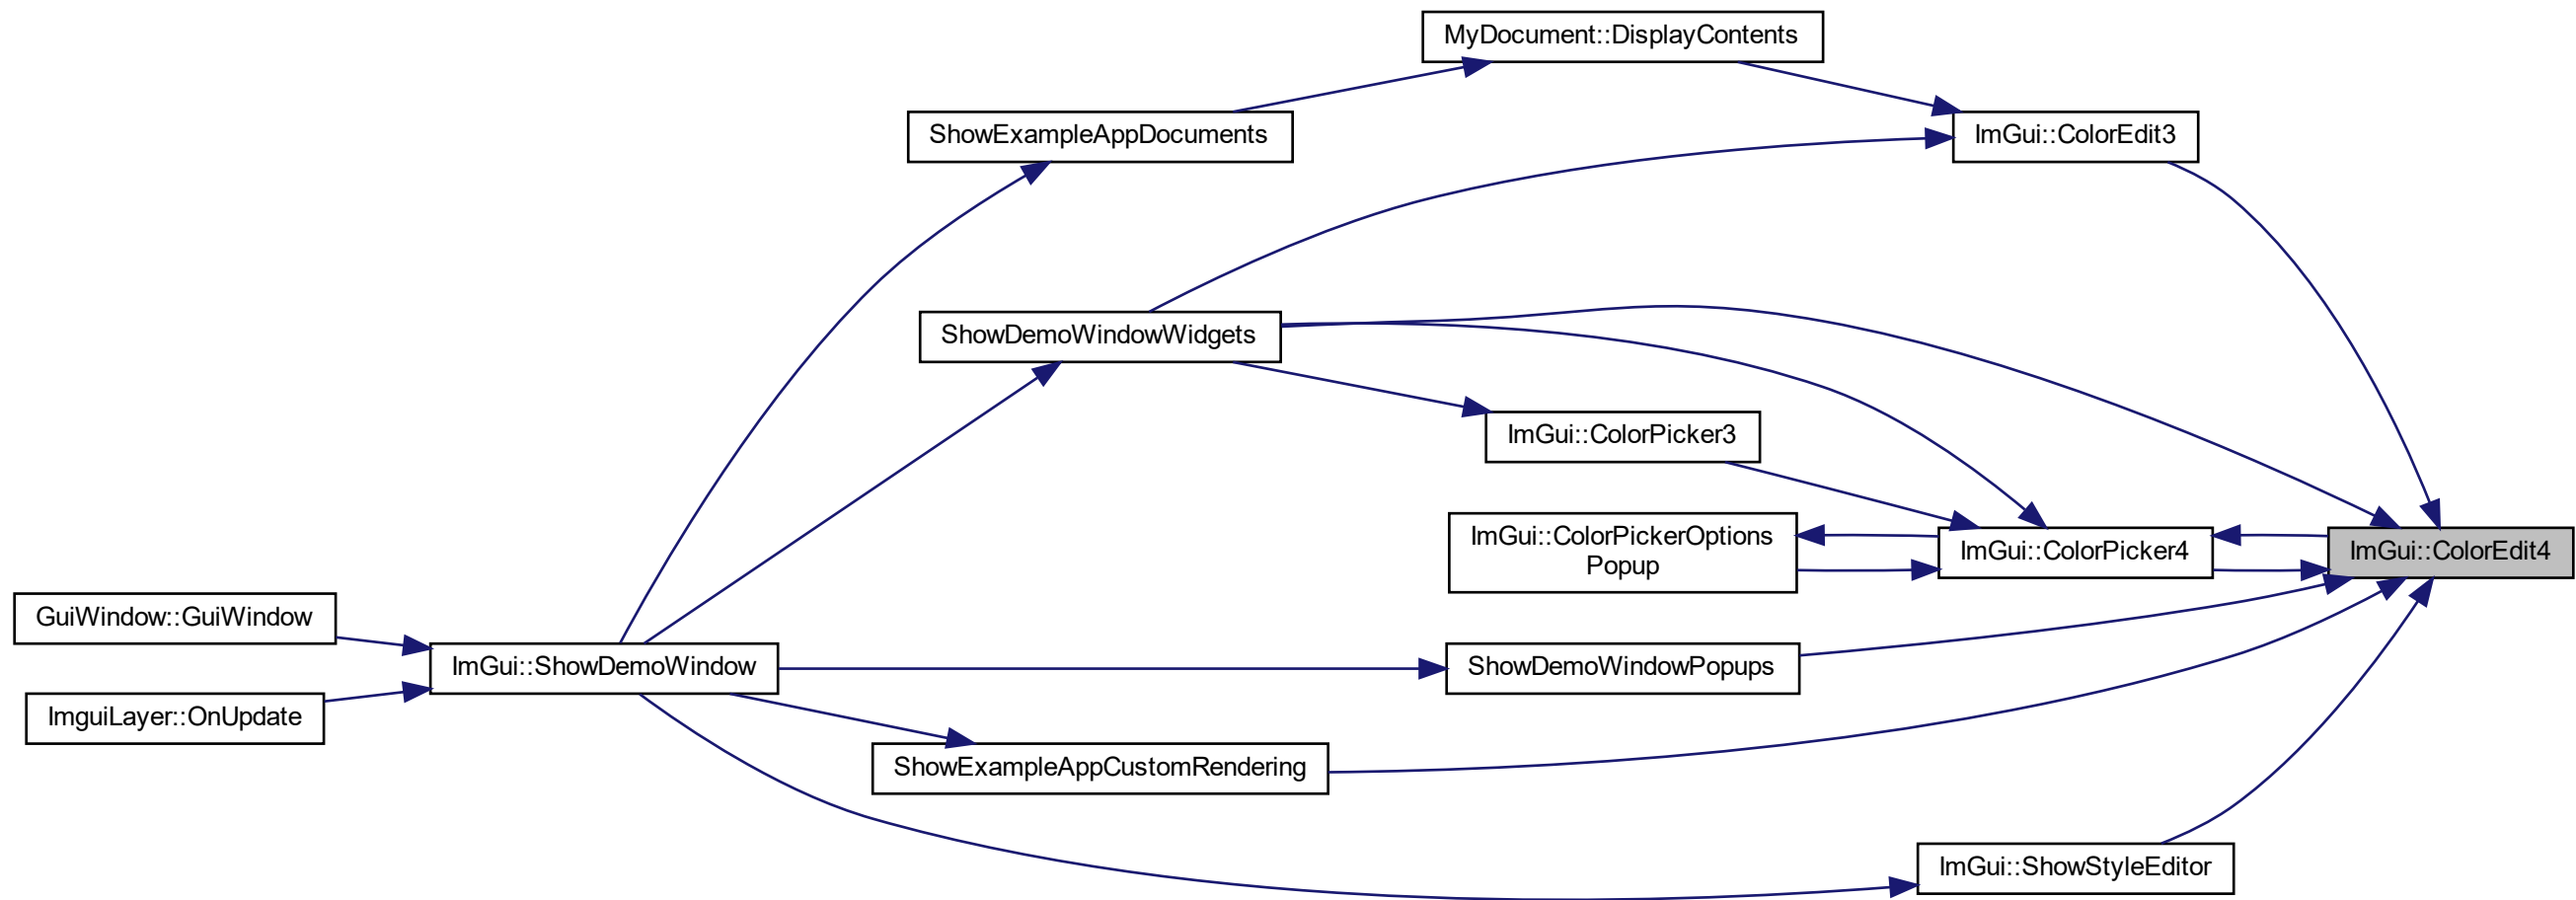 MyDocument::DisplayContents
ShowExampleAppDocuments
ImGui::ColorEdit3
ShowDemoWindowWidgets
ImGui::ColorPicker3
ImGui::ColorPickerOptions
Popup
ImGui::ColorPicker4
ImGui::ColorEdit4
GuiWindow::GuiWindow
ImGui::ShowDemoWindow
ShowDemoWindowPopups
ImguiLayer::OnUpdate
ShowExampleAppCustomRendering
ImGui::ShowStyleEditor